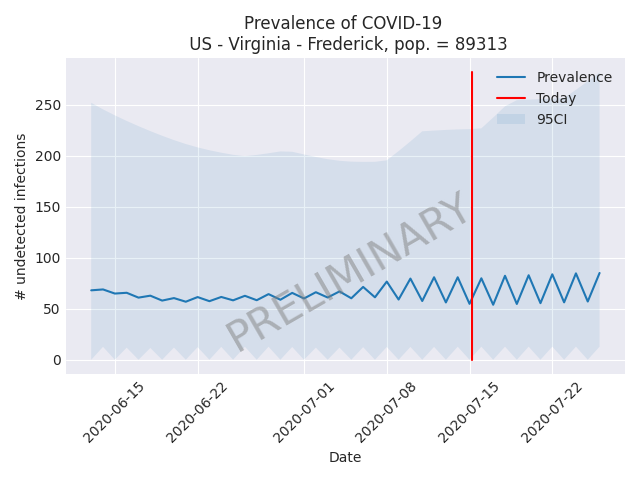 Prevalence of COVID-19
US - Virginia - Frederick, pop. = 89313
Prevalence
Today
95CI
# undetected infections
250
200
150
100
50
0
PRELIMINARY
2020-06-15
2020-06-22
2020-07-01
2020-07-08
2020-07-15
2020-07-22
Date